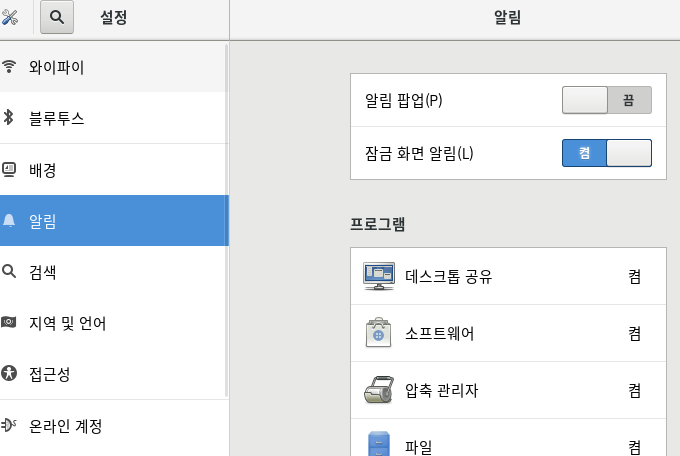 설정
알림
와이파이
블루투스
배경
알림
검색
지역 및 언어
접근성
온라인 계정
알림 팝업(P)
끔
잠금 화면 알림(L)
켬
프로그램
데스크톱 공유 켬
소프트웨어 켬
압축 관리자 켬
파일 켬